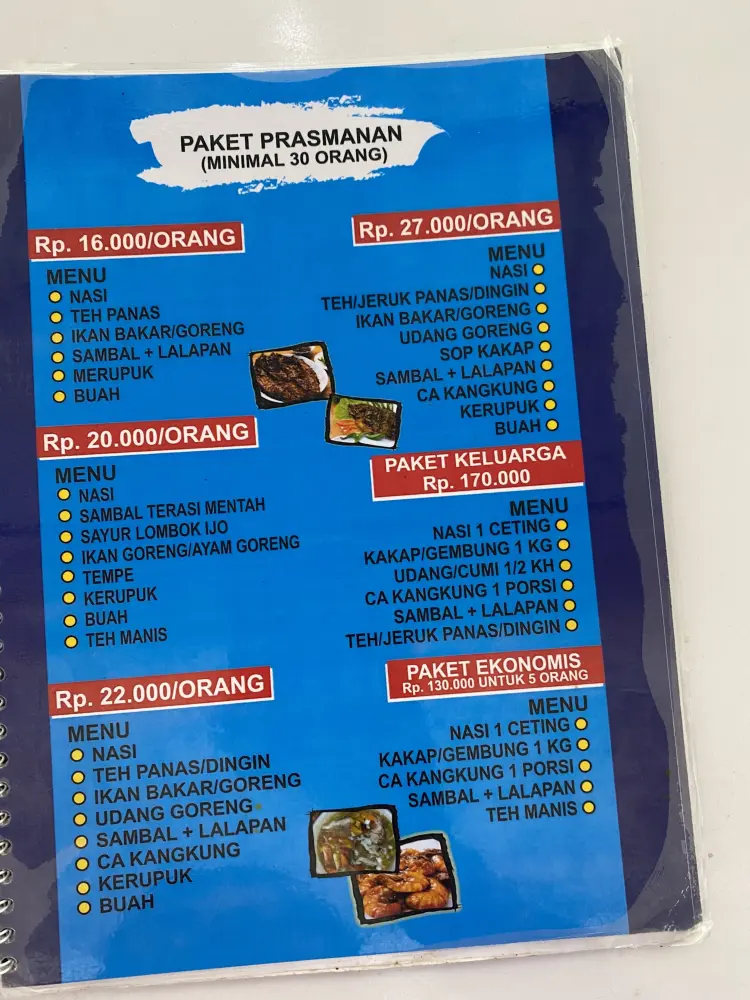 PAKET PRASMANAN
(MINIMAL 30 ORANG)
Rp. 16.000/ORANG
MENU
NASI
TEH PANAS
IKAN BAKAR/GORENG
SAMBAL + LALAPAN
MERUPUK
BUAH
Rp. 20.000/ORANG
MENU
NASI
SAMBAL TERASI MENTAH
SAYUR LOMBOK IJO
IKAN GORENG/AYAM GORENG
TEMPE
KERUPUK
BUAH
TEH MANIS
Rp. 22.000/ORANG
MENU
NASI
TEH PANAS/DINGIN
IKAN BAKAR/GORENG
UDANG GORENG
SAMBAL + LALAPAN
CA KANGKUNG
KERUPUK
BUAH
Rp. 27.000/ORANG
MENU
NASI
TEH/JERUK PANAS/DINGIN
IKAN BAKAR/GORENG
UDANG GORENG
SOP KAKAP
SAMBAL + LALAPAN
CA KANGKUNG
KERUPUK
BUAH
PAKET KELUARGA
Rp. 170.000
MENU
NASI 1 CETING
KAKAP/GEMBUNG 1 KG
UDANG/CUMI 1/2 KH
CA KANGKUNG 1 PORSI
SAMBAL + LALAPAN
TEH/JERUK PANAS/DINGIN
PAKET EKONOMIS
Rp. 130.000 UNTUK 5 ORANG
MENU
NASI 1 CETING
KAKAP/GEMBUNG 1 KG
CA KANGKUNG 1 PORSI
SAMBAL + LALAPAN
TEH MANIS